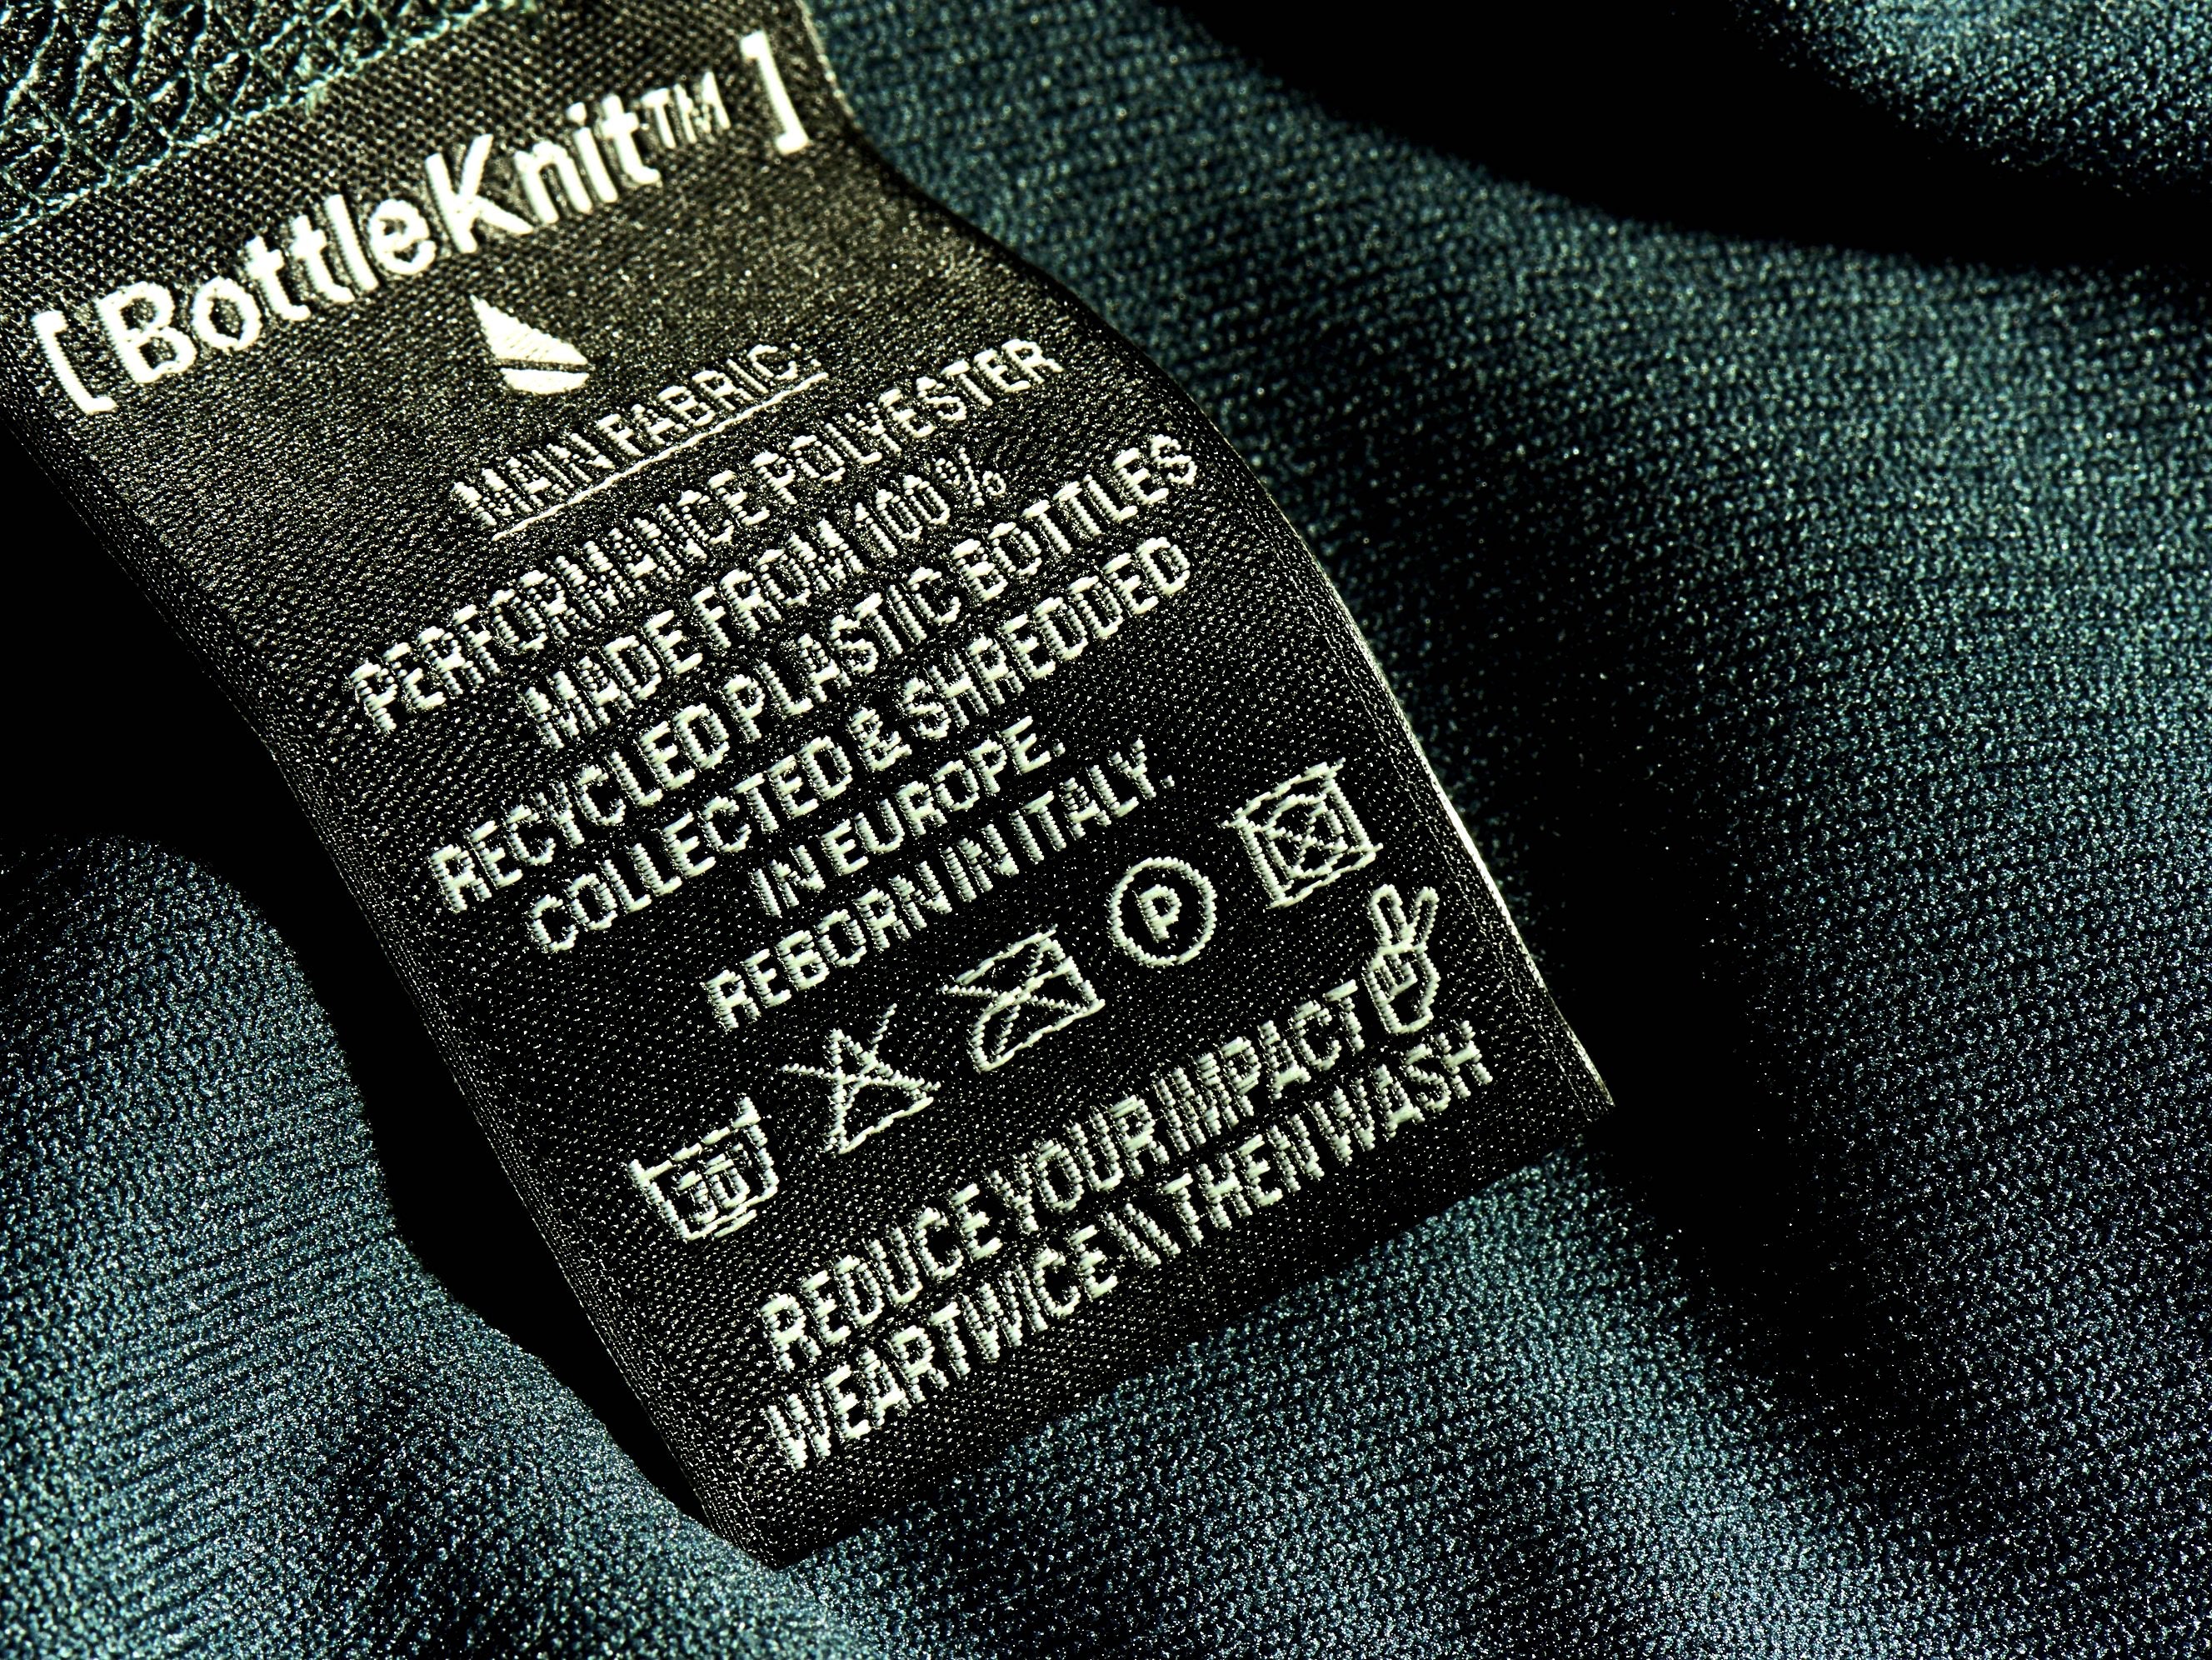 [ BottleKnit™ ]
MAIN FABRIC:
PERFORMANCE POLYESTER
MADE FROM 100%
RECYCLED PLASTIC BOTTLES
COLLECTED & SHREDDED
IN EUROPE.
REBORN IN ITALY.
30 P
REDUCE YOUR IMPACT
WEAR TWICE \\ THEN WASH